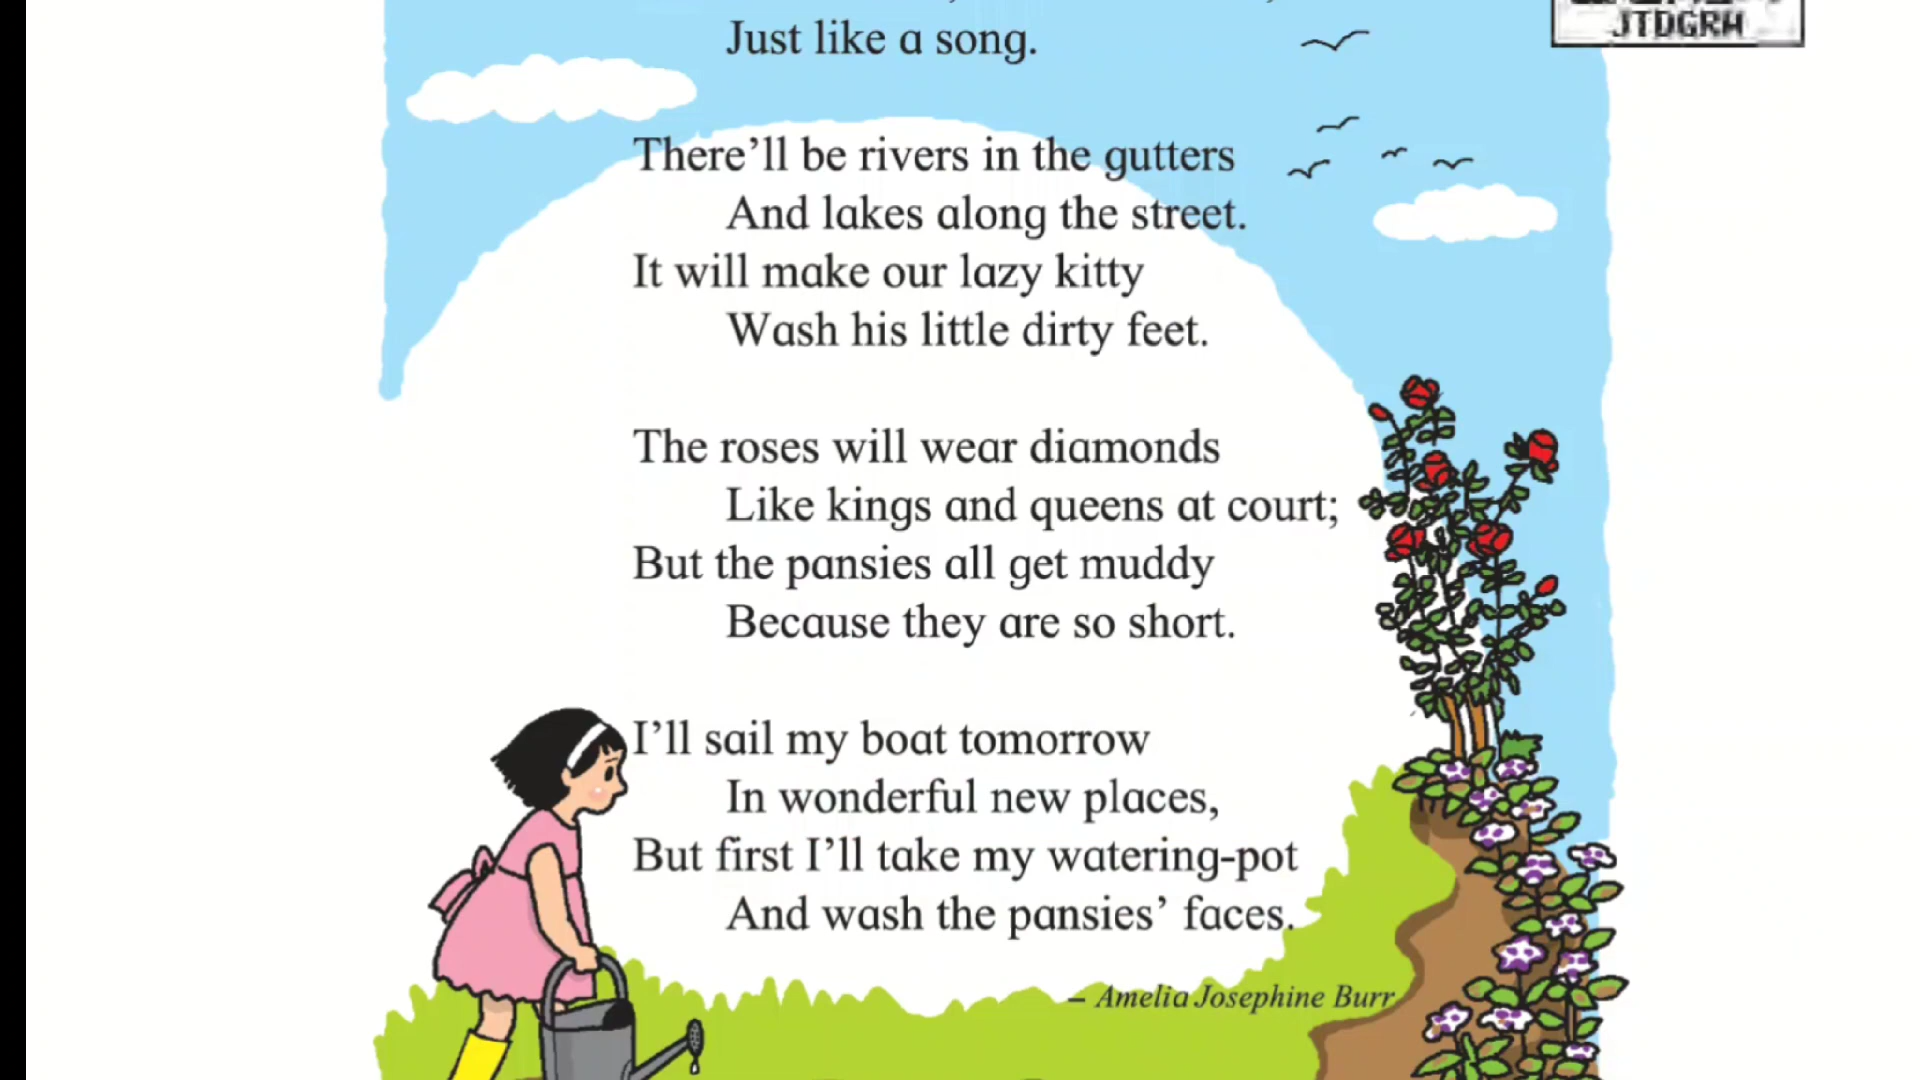 Just like a song.
JTDGRH
There'll be rivers in the gutters
And lakes along the street.
It will make our lazy kitty
Wash his little dirty feet.
The roses will wear diamonds
Like kings and queens at court;
But the pansies all get muddy
Because they are so short.
I'll sail my boat tomorrow
In wonderful new places,
But first I'll take my watering-pot
And wash the pansies' faces.
– Amelia Josephine Burr